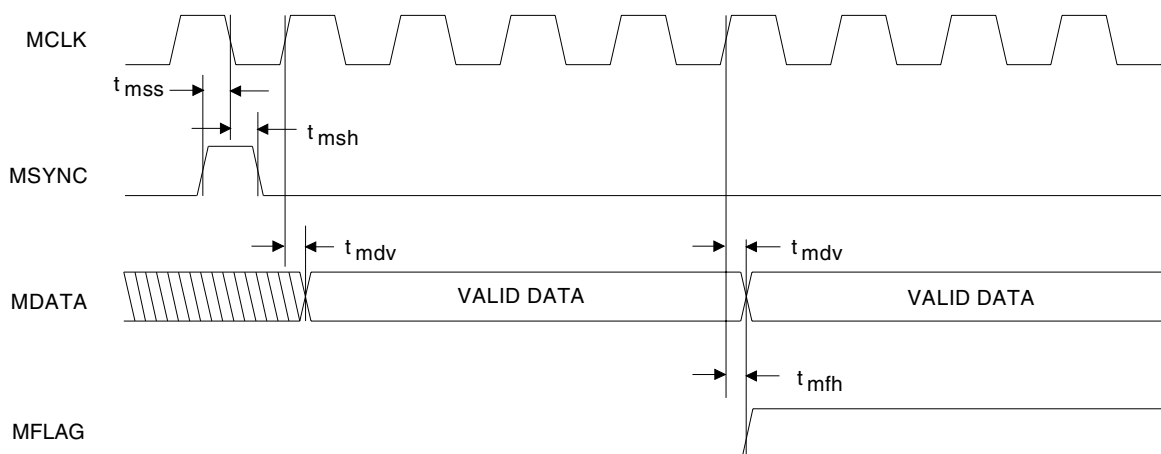 MCLK
t mss
t msh
MSYNC
t mdv
t mdv
MDATA
VALID DATA
VALID DATA
t mfh
MFLAG